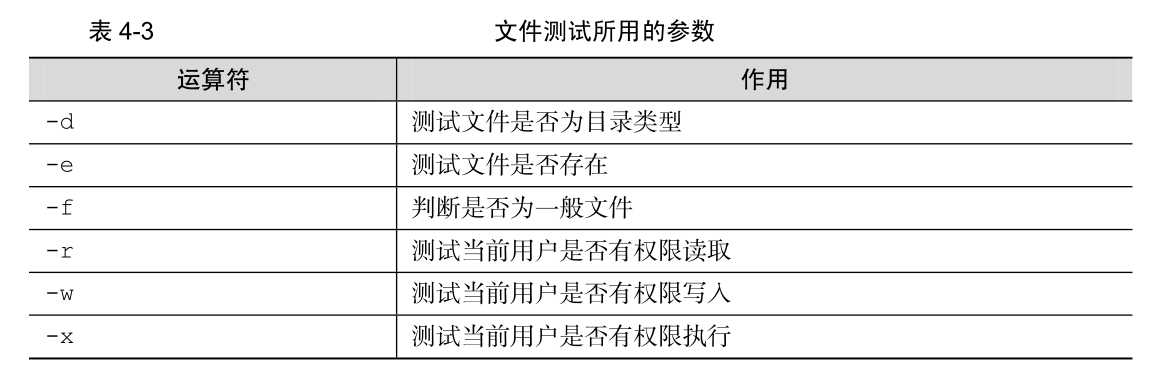 表 4-3 文件测试所用的参数
运算符 作用
-d 测试文件是否为目录类型
-e 测试文件是否存在
-f 判断是否为一般文件
-r 测试当前用户是否有权限读取
-w 测试当前用户是否有权限写入
-x 测试当前用户是否有权限执行